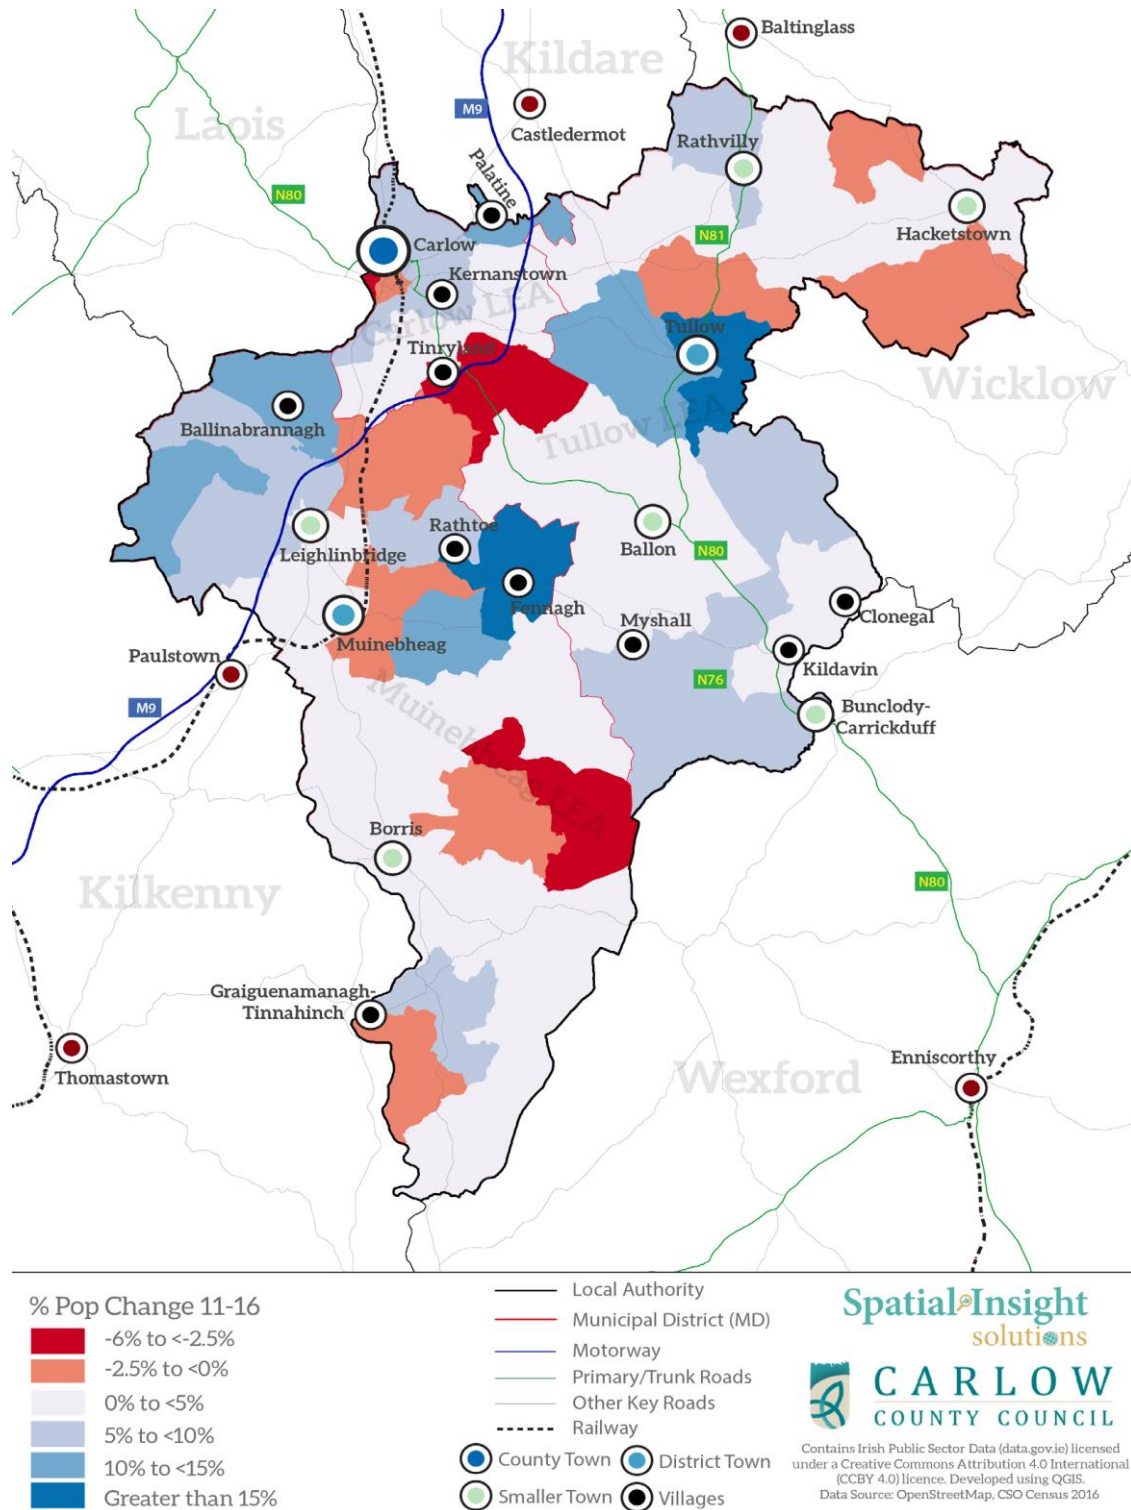 Baltinglass
Kildare
M9
Castledermot
Laois
Rathvilly
Palatine
N80
Hacketstown
N81
Carlow
Kernanstown
Carlow LEA
Tullow
Tinryland
Wicklow
Ballinabrannagh
Tullow LEA
Rathtoe
Ballon
Leighlinbridge
N80
Fennagh
Clonegal
Myshall
Muinebheag
Paulstown
Kildavin
N76
M9
Bunclody-
Carrickduff
Muinebheag LEA
Borris
Kilkenny
N80
Graiguenamanagh-
Tinnahinch
Enniscorthy
Thomastown
Wexford
% Pop Change 11-16
-6% to <-2.5%
-2.5% to <0%
0% to <5%
5% to <10%
10% to <15%
Greater than 15%
Local Authority
Municipal District (MD)
Motorway
Primary/Trunk Roads
Other Key Roads
Railway
County Town
District Town
Smaller Town
Villages
Spatial Insight
solutions
CARLOW
COUNTY COUNCIL
Contains Irish Public Sector Data (data.gov.ie) licensed
under a Creative Commons Attribution 4.0 International
(CCBY 4.0) licence. Developed using QGIS.
Data Source: OpenStreetMap, CSO Census 2016